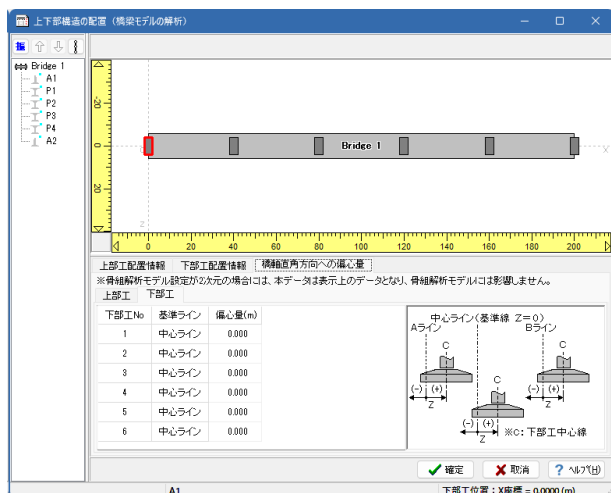 上下部構造の配置（橋梁モデルの解析）
振
Bridge 1
A1
P1
P2
P3
P4
A2
-20
0
20
Bridge 1
X
Z
0 20 40 60 80 100 120 140 160 180 200
上部工配置情報 下部工配置情報 橋軸直角方向への偏心量
※骨組解析モデル設定が2次元の場合には、本データは表示上のデータとなり、骨組解析モデルには影響しません。
上部工 下部工
下部工No 基準ライン 偏心量(m)
1 中心ライン 0.000
2 中心ライン 0.000
3 中心ライン 0.000
4 中心ライン 0.000
5 中心ライン 0.000
6 中心ライン 0.000
中心ライン(基準線 Z=0)
Aライン Bライン
C C
C
(-) (+) (-) (+)
Z Z
(-) (+)
Z ※C:下部工中心線
確定 取消 ? ヘルプ(H)
A1 下部工位置：X座標 = 0.0000 (m)